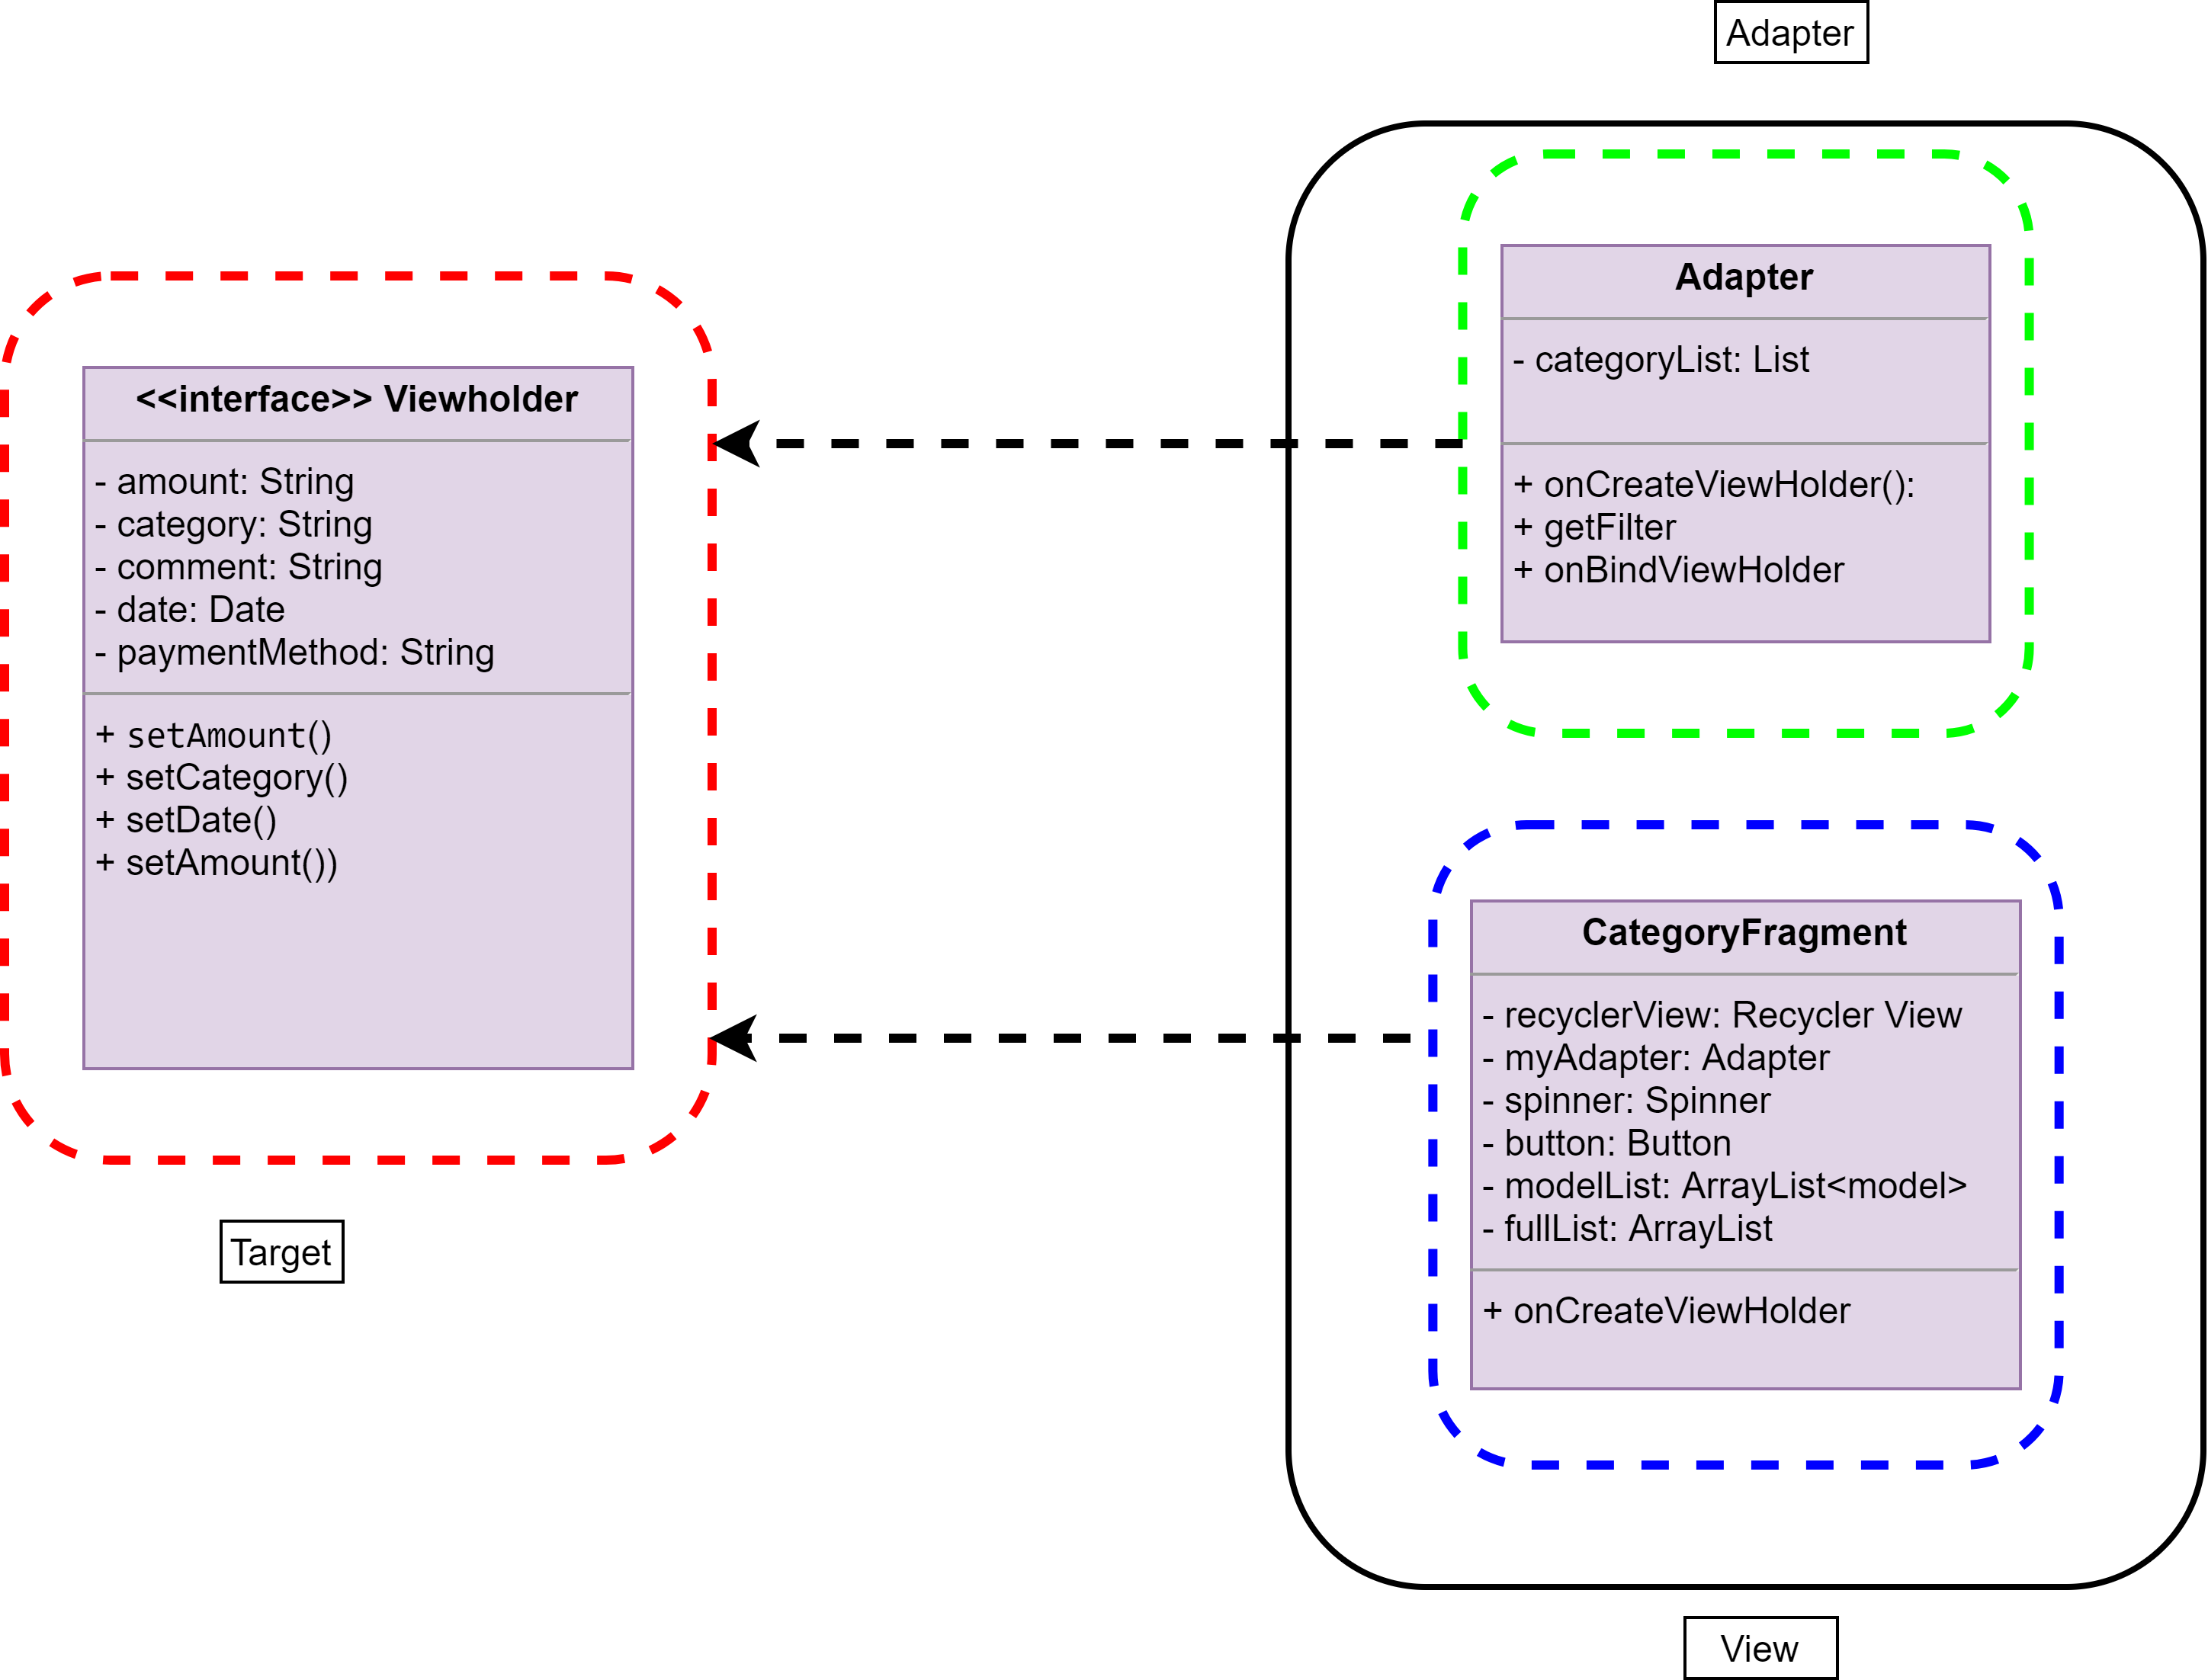 Adapter
<<interface>> Viewholder
- amount: String
- category: String
- comment: String
- date: Date
- paymentMethod: String
+ setAmount()
+ setCategory()
+ setDate()
+ setAmount())
Target
Adapter
- categoryList: List
+ onCreateViewHolder():
+ getFilter
+ onBindViewHolder
CategoryFragment
- recyclerView: Recycler View
- myAdapter: Adapter
- spinner: Spinner
- button: Button
- modelList: ArrayList<model>
- fullList: ArrayList
+ onCreateViewHolder
View